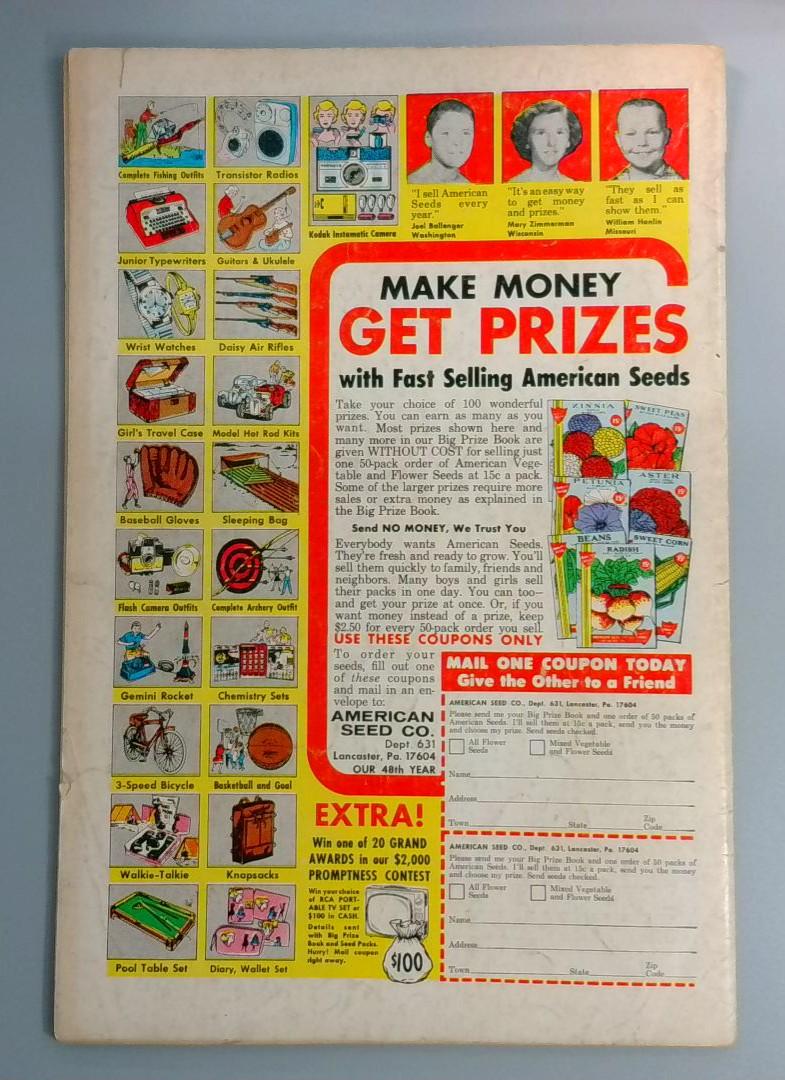 Complete Fishing Outfits
Transistor Radios
Kodak Instamatic Camera
Junior Typewriters
Guitars & Ukulele
Wrist Watches
Daisy Air Rifles
Girl's Travel Case
Model Hot Rod Kits
Baseball Gloves
Sleeping Bag
Flash Camera Outfits
Complete Archery Outfit
Gemini Rocket
Chemistry Sets
3-Speed Bicycle
Basketball and Goal
Walkie-Talkie
Knapsacks
Pool Table Set
Diary, Wallet Set
"I sell American
Seeds every
year."
Joel Ballenger
Washington
"It's an easy way
to get money
and prizes."
Mary Zimmerman
Wisconsin
"They sell as
fast as I can
show them."
William Hanlin
Missouri
MAKE MONEY
GET PRIZES
with Fast Selling American Seeds
Take your choice of 100 wonderful
prizes. You can earn as many as you
want. Most prizes shown here and
many more in our Big Prize Book are
given WITHOUT COST for selling just
one 50-pack order of American Vege-
table and Flower Seeds at 15c a pack.
Some of the larger prizes require more
sales or extra money as explained in
the Big Prize Book.
Send NO MONEY, We Trust You
Everybody wants American Seeds.
They're fresh and ready to grow. You'll
sell them quickly to family, friends and
neighbors. Many boys and girls sell
their packs in one day. You can too—
and get your prize at once. Or, if you
want money instead of a prize, keep
$2.50 for every 50-pack order you sell.
ZINNIA
15¢
SWEET PEAS
15¢
PETUNIA
15¢
ASTER
15¢
BEANS
RADISH
15¢
SWEET CORN
15¢
USE THESE COUPONS ONLY
To order your
seeds, fill out one
of these coupons
and mail in an en-
velope to:
AMERICAN
SEED CO.
Dept. 631
Lancaster, Pa. 17604
OUR 48th YEAR
MAIL ONE COUPON TODAY
Give the Other to a Friend
AMERICAN SEED CO., Dept. 631, Lancaster, Pa. 17604
Please send me your Big Prize Book and one order of 50 packs of
American Seeds. I'll sell them at 15c a pack, send you the money
and choose my prize. Send seeds checked.
All Flower
Seeds
Mixed Vegetable
and Flower Seeds
Name
Address
Town State Zip
Code
AMERICAN SEED CO., Dept. 631, Lancaster, Pa. 17604
Please send me your Big Prize Book and one order of 50 packs of
American Seeds. I'll sell them at 15c a pack, send you the money
and choose my prize. Send seeds checked.
All Flower
Seeds
Mixed Vegetable
and Flower Seeds
Name
Address
Town State Zip
Code
EXTRA!
Win one of 20 GRAND
AWARDS in our $2,000
PROMPTNESS CONTEST
Win your choice
of RCA PORT-
ABLE TV SET or
$100 in CASH.
Details sent
with Big Prize
Book and Seed Packs.
Hurry! Mail coupon
right away.
$100